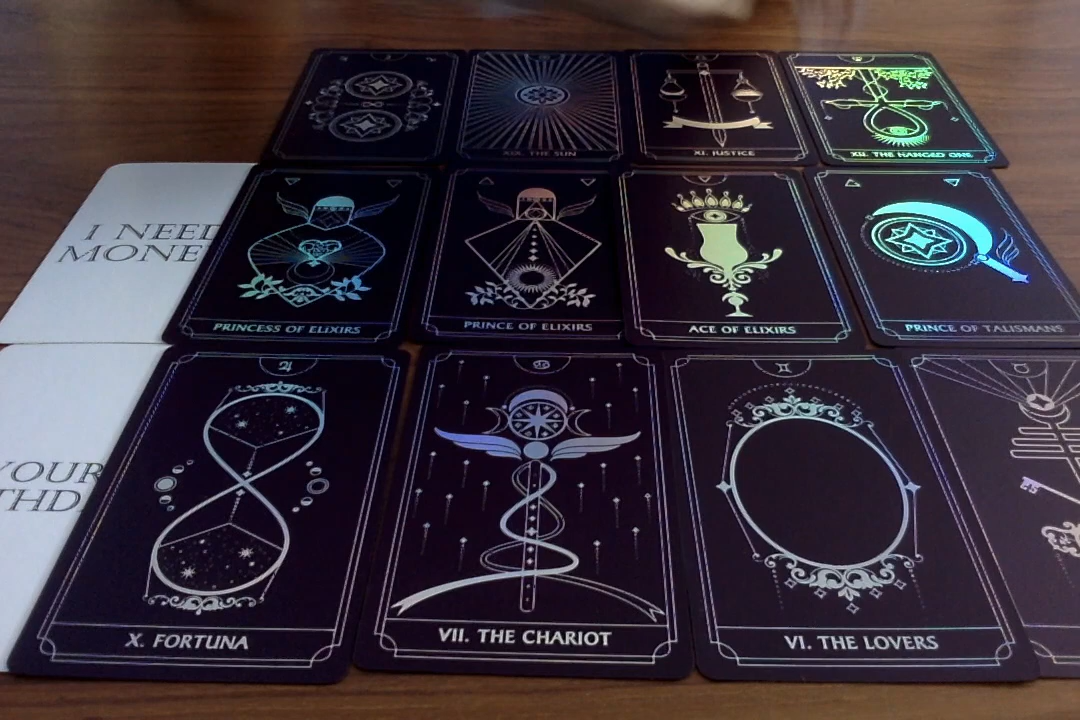 XIX. THE SUN
XI. JUSTICE
XII. THE HANGED ONE
I NEED
MONE
PRINCESS OF ELIXIRS
PRINCE OF ELIXIRS
ACE OF ELIXIRS
PRINCE OF TALISMANS
YOUR
THD
X. FORTUNA
VII. THE CHARIOT
VI. THE LOVERS